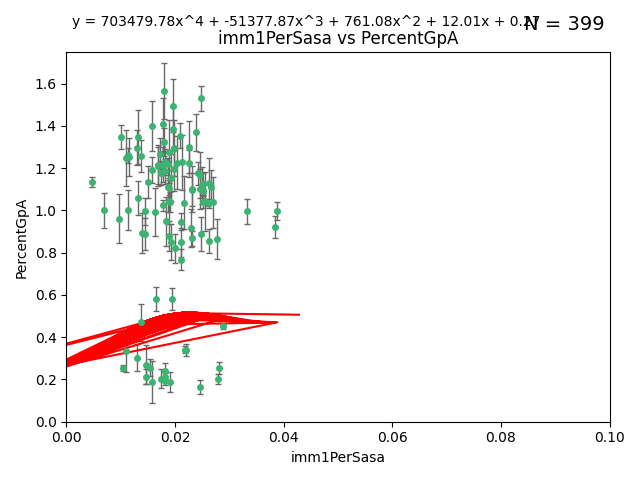 y = 703479.78x^4 + -51377.87x^3 + 761.08x^2 + 12.01x + 0.27
N = 399
imm1PerSasa vs PercentGpA
PercentGpA
1.6
1.4
1.2
1.0
0.8
0.6
0.4
0.2
0.0
0.00 0.02 0.04 0.06 0.08 0.10
imm1PerSasa